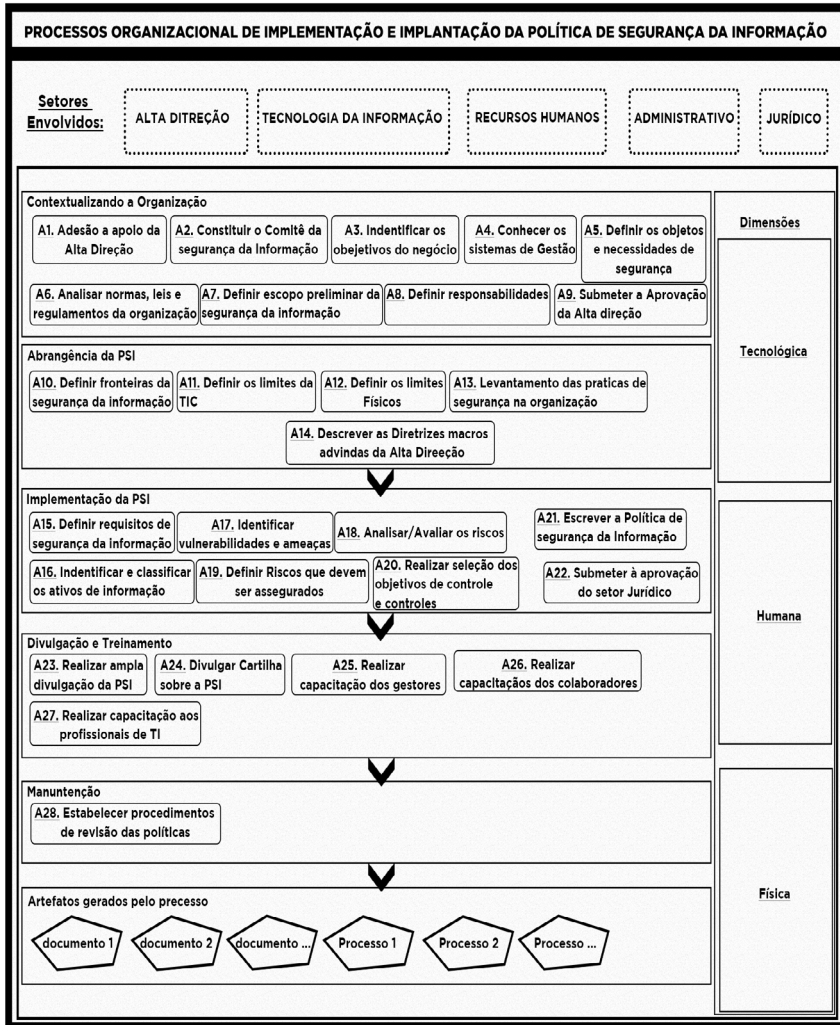 PROCESSOS ORGANIZACIONAL DE IMPLEMENTAÇÃO E IMPLANTAÇÃO DA POLÍTICA DE SEGURANÇA DA INFORMAÇÃO
Setores
Envolvidos:
ALTA DITREÇÃO
TECNOLOGIA DA INFORMAÇÃO
RECURSOS HUMANOS
ADMINISTRATIVO
JURÍDICO
Contextualizando a Organização
A1. Adesão a apoio da
Alta Direção
A2. Constituir o Comitê da
segurança da Informação
A3. Indentificar os
obejetivos do negócio
A4. Conhecer os
sistemas de Gestão
A5. Definir os objetos
e necessidades de
segurança
A6. Analisar normas, leis e
regulamentos da organização
A7. Definir escopo preliminar da
segurança da informação
A8. Definir responsabilidades
A9. Submeter a Aprovação
da Alta direção
Abrangência da PSI
A10. Definir fronteiras da
segurança da informação
A11. Definir os limites da
TIC
A12. Definir os limites
Físicos
A13. Levantamento das praticas de
segurança na organização
A14. Descrever as Diretrizes macros
advindas da Alta Direeção
Implementação da PSI
A15. Definir requisitos de
segurança da informação
A17. Identificar
vulnerabilidades e ameaças
A18. Analisar/Avaliar os riscos
A21. Escrever a Política de
segurança da Informação
A16. Indentificar e classificar
os ativos de informação
A19. Definir Riscos que devem
ser assegurados
A20. Realizar seleção dos
objetivos de controle
e controles
A22. Submeter à aprovação
do setor Jurídico
Divulgação e Treinamento
A23. Realizar ampla
divulgação da PSI
A24. Divulgar Cartilha
sobre a PSI
A25. Realizar
capacitação dos gestores
A26. Realizar
capacitaçãos dos colaboradores
A27. Realizar capacitação aos
profissionais de TI
Manuntenção
A28. Estabelecer procedimentos
de revisão das políticas
Artefatos gerados pelo precesso
documento 1
documento 2
documento ...
Processo 1
Processo 2
Processo ...
Dimensões
Tecnológica
Humana
Física